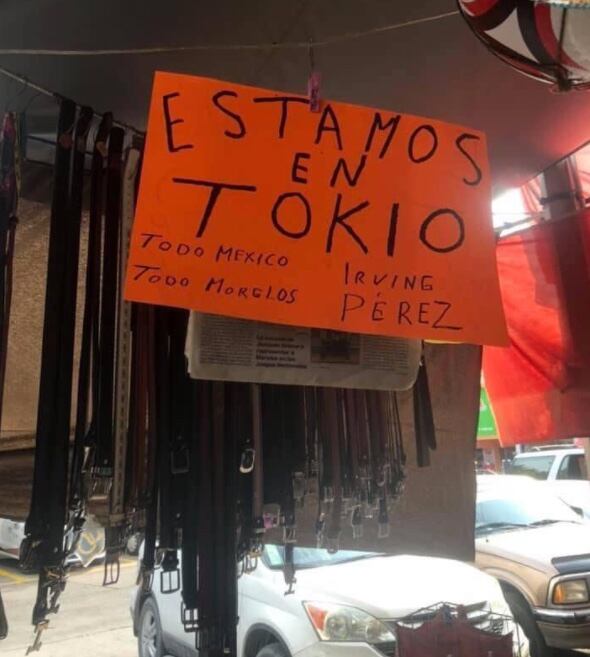 ESTAMOS
EN
TOKIO
TODO MEXICO
TODO MORELOS
IRVING
PÉREZ